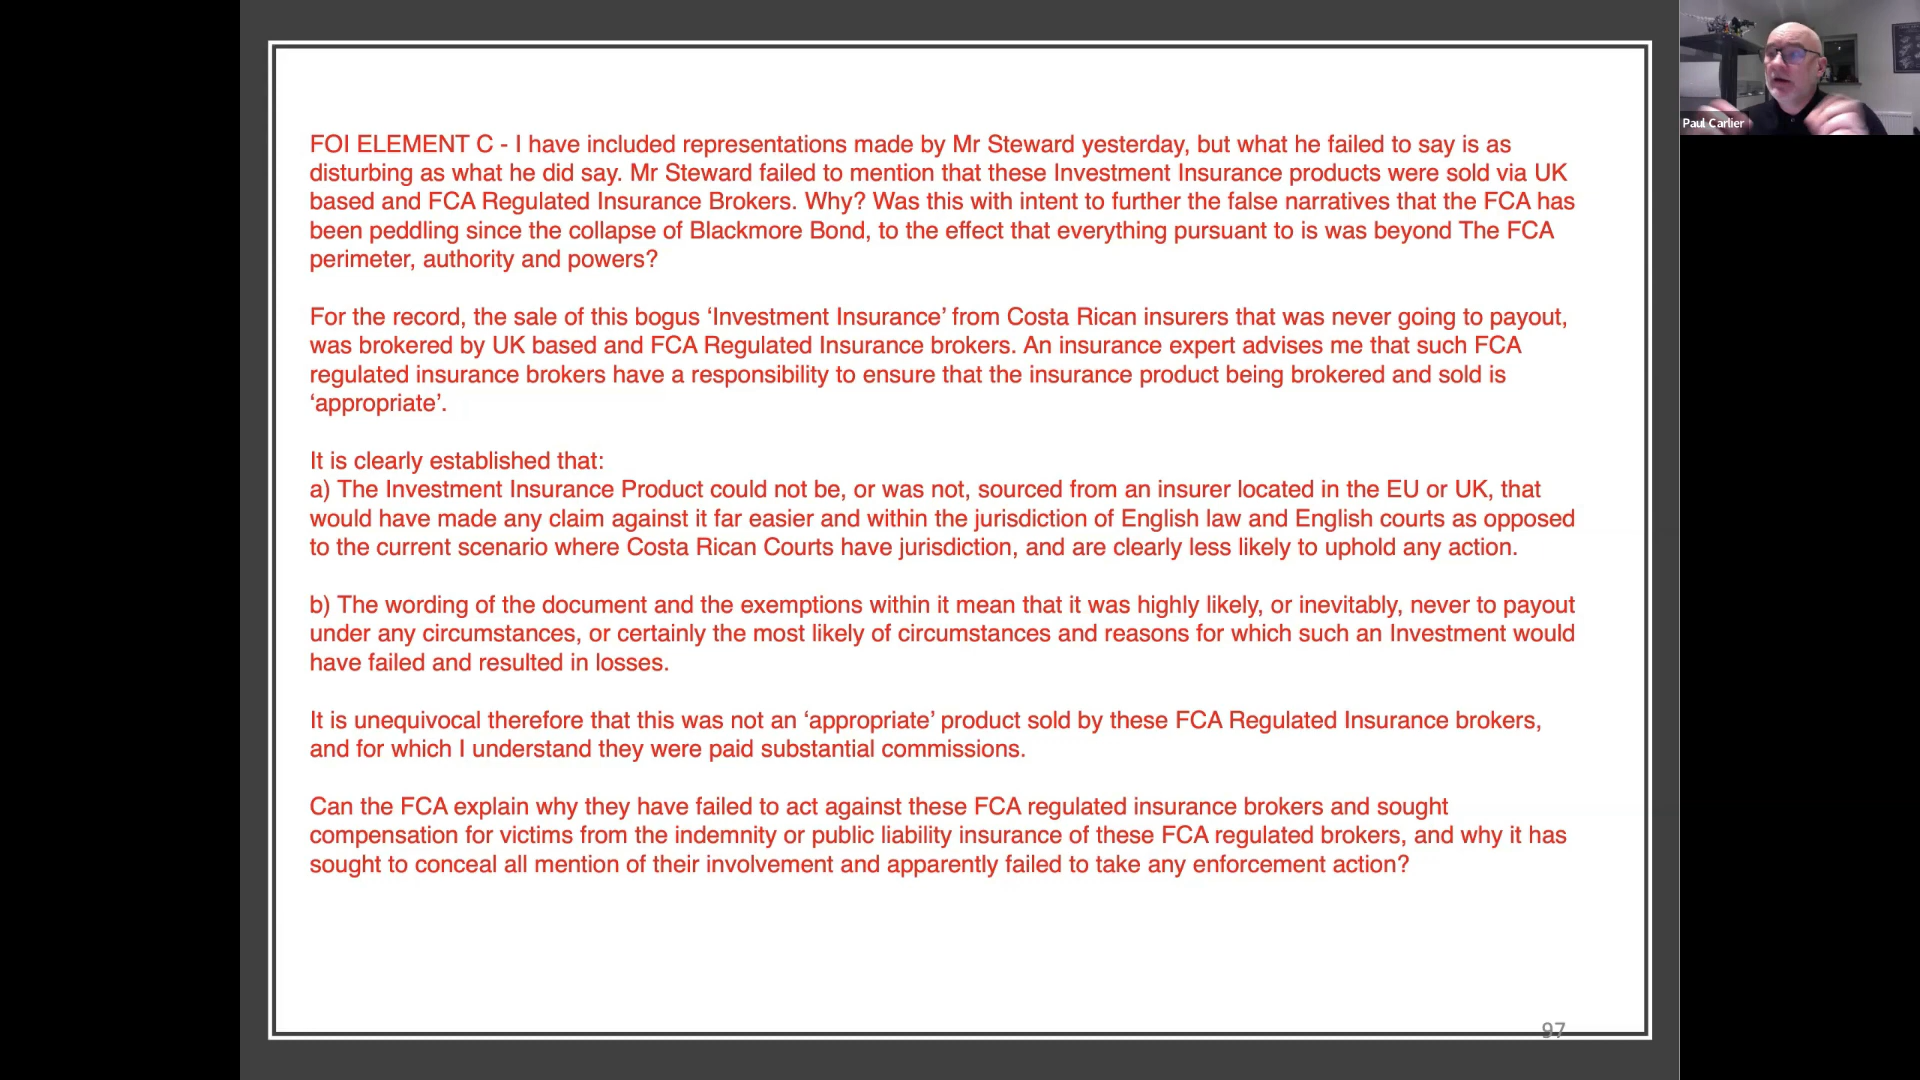 FOI ELEMENT C - I have included representations made by Mr Steward yesterday, but what he failed to say is as
disturbing as what he did say. Mr Steward failed to mention that these Investment Insurance products were sold via UK
based and FCA Regulated Insurance Brokers. Why? Was this with intent to further the false narratives that the FCA has
been peddling since the collapse of Blackmore Bond, to the effect that everything pursuant to is was beyond The FCA
perimeter, authority and powers?
For the record, the sale of this bogus ‘Investment Insurance’ from Costa Rican insurers that was never going to payout,
was brokered by UK based and FCA Regulated Insurance brokers. An insurance expert advises me that such FCA
regulated insurance brokers have a responsibility to ensure that the insurance product being brokered and sold is
‘appropriate’.
It is clearly established that:
a) The Investment Insurance Product could not be, or was not, sourced from an insurer located in the EU or UK, that
would have made any claim against it far easier and within the jurisdiction of English law and English courts as opposed
to the current scenario where Costa Rican Courts have jurisdiction, and are clearly less likely to uphold any action.
b) The wording of the document and the exemptions within it mean that it was highly likely, or inevitably, never to payout
under any circumstances, or certainly the most likely of circumstances and reasons for which such an Investment would
have failed and resulted in losses.
It is unequivocal therefore that this was not an ‘appropriate’ product sold by these FCA Regulated Insurance brokers,
and for which I understand they were paid substantial commissions.
Can the FCA explain why they have failed to act against these FCA regulated insurance brokers and sought
compensation for victims from the indemnity or public liability insurance of these FCA regulated brokers, and why it has
sought to conceal all mention of their involvement and apparently failed to take any enforcement action?
97
Paul Carlier